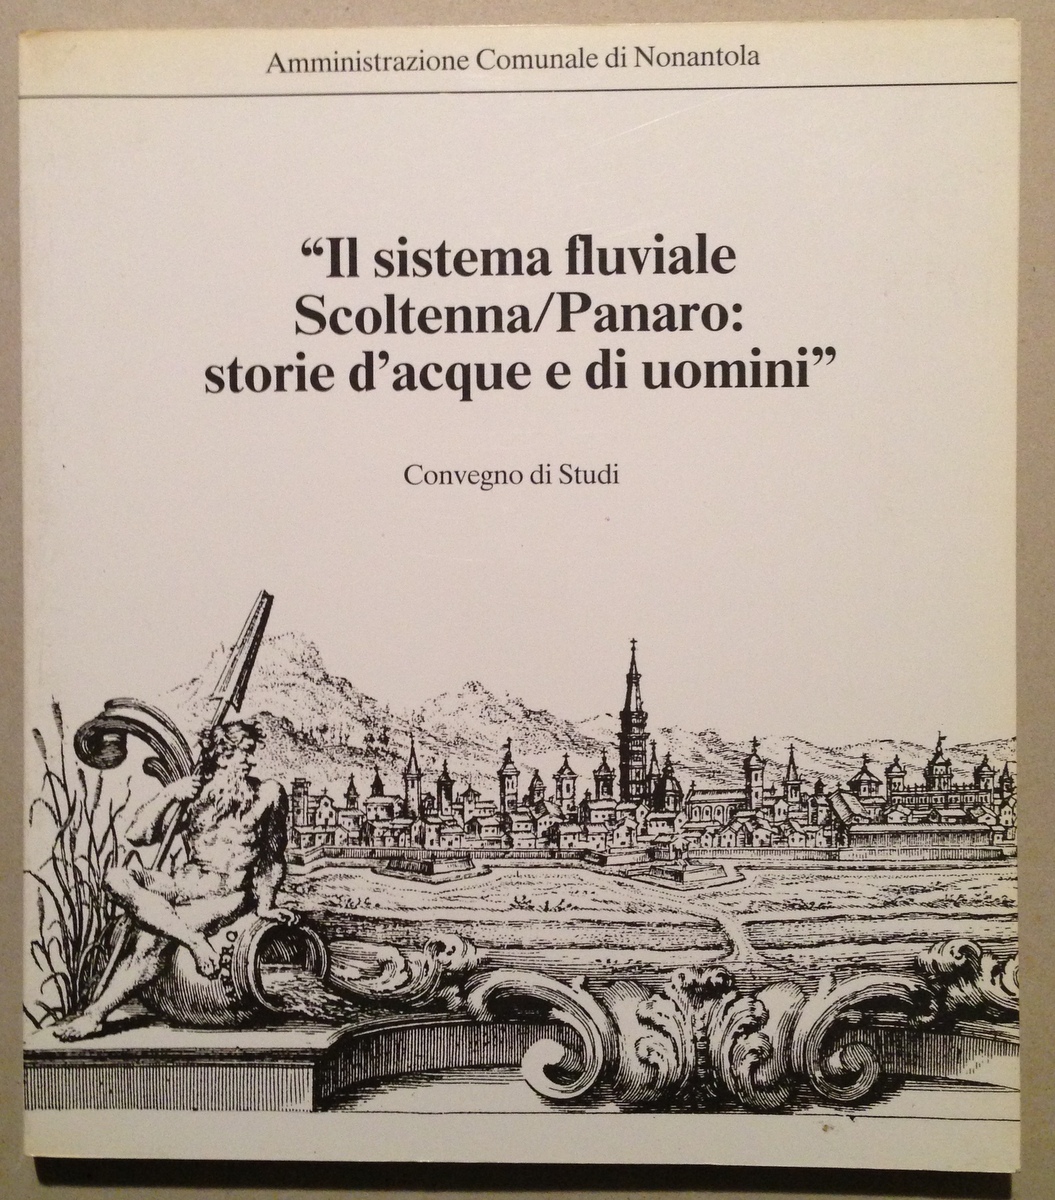 Amministrazione Comunale di Nonantola
“Il sistema fluviale
Scoltenna/Panaro:
storie d’acque e di uomini”
Convegno di Studi